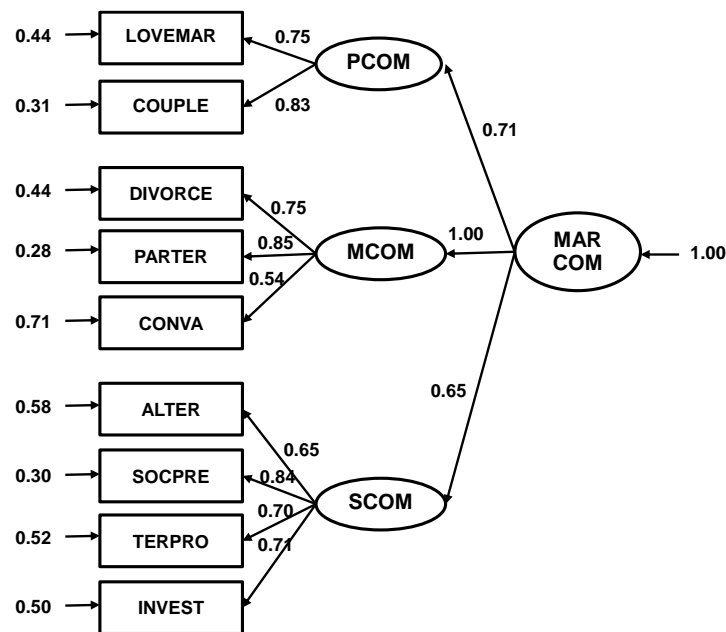 0.44
LOVEMAR
0.75
PCOM
0.31
COUPLE
0.83
0.71
0.44
DIVORCE
0.75
0.28
PARTER
0.85
MCOM
1.00
MAR
COM
1.00
0.54
0.71
CONVA
0.58
ALTER
0.65
0.65
0.30
SOCPRE
0.84
SCOM
0.70
0.52
TERPRO
0.71
0.50
INVEST